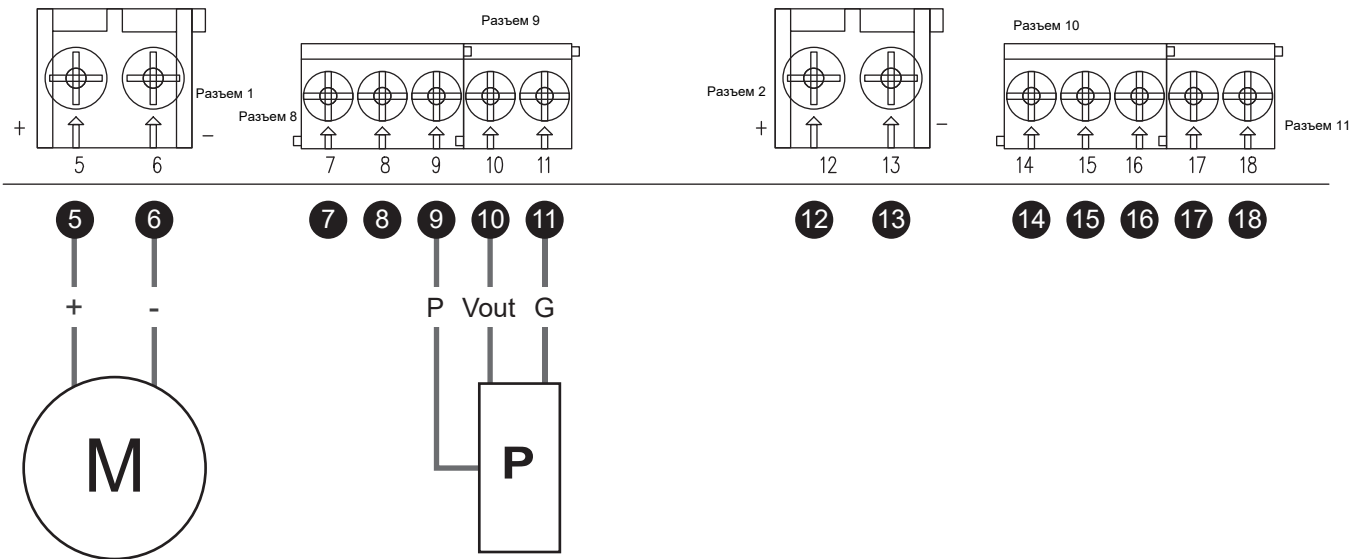 Разъем 9
Разъем 10
Разъем 1
Разъем 2
Разъем 8
Разъем 11
+ – + –
5 6 7 8 9 10 11 12 13 14 15 16 17 18
5 6 7 8 9 10 11 12 13 14 15 16 17 18
+ - P Vout G
M P